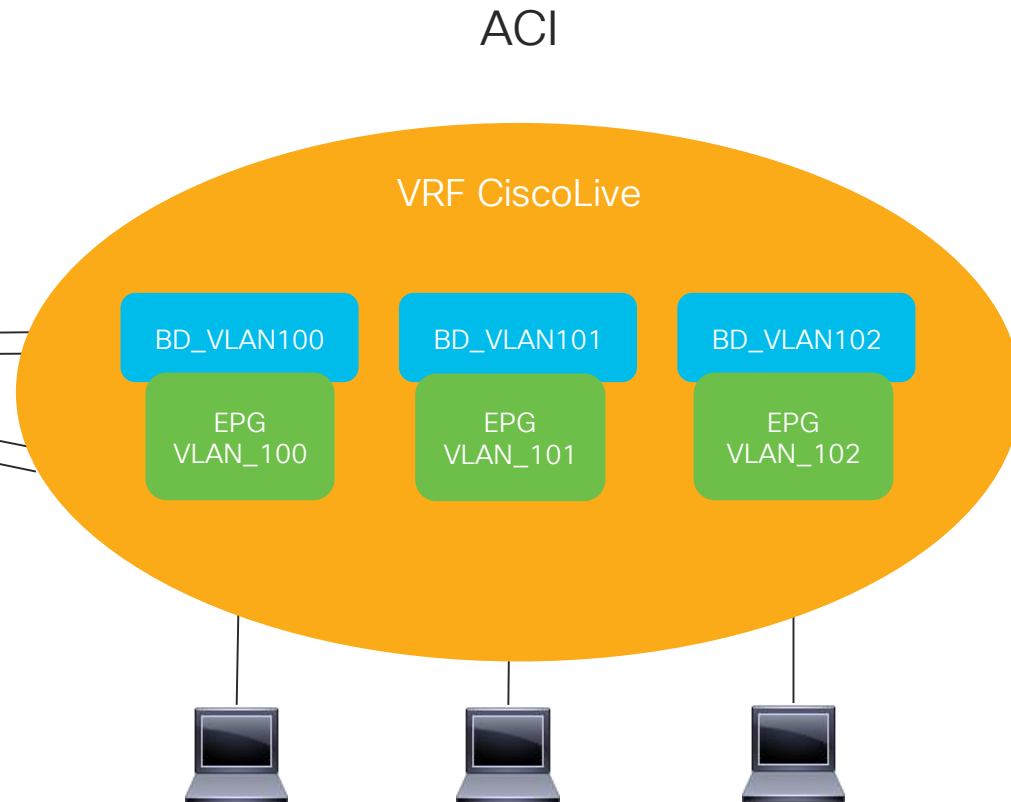 ACI
VRF CiscoLive
BD_VLAN100
BD_VLAN101
BD_VLAN102
EPG
VLAN_100
EPG
VLAN_101
EPG
VLAN_102